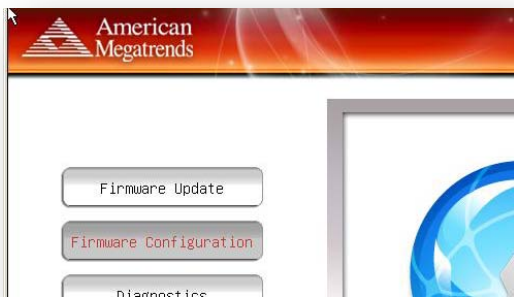 American
Megatrends
Firmware Update
Firmware Configuration
Diagnostics